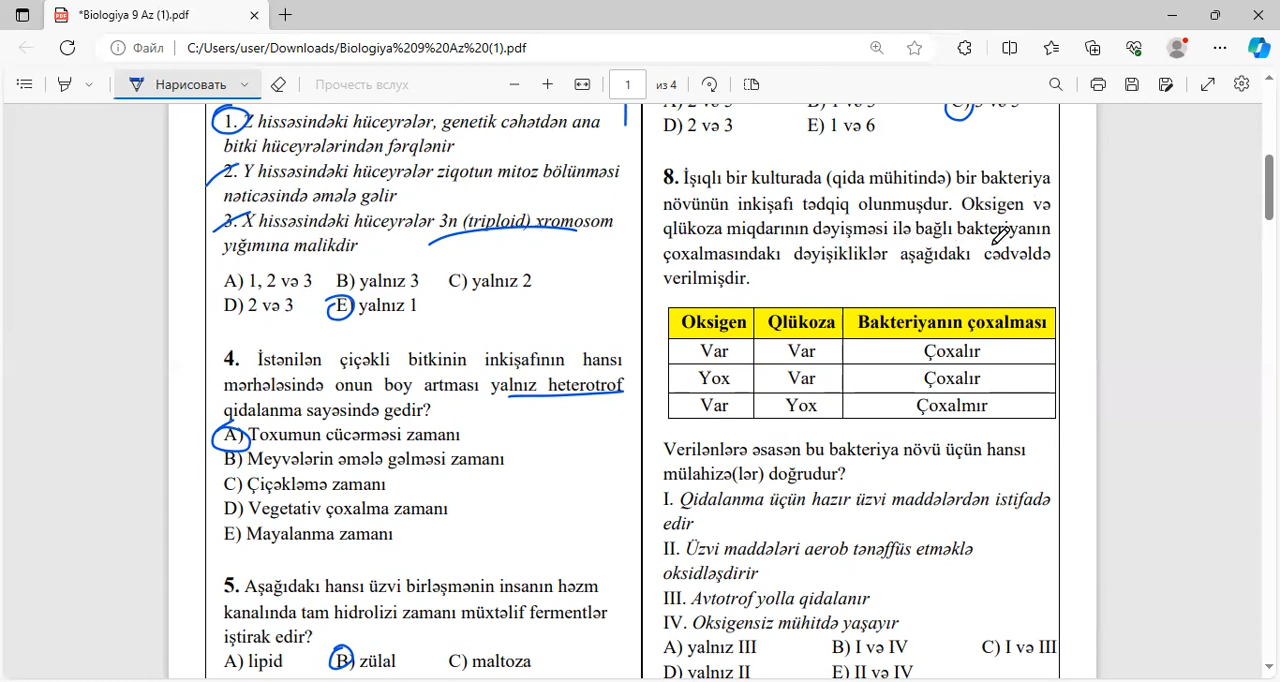 *Biologiya 9 Az (1).pdf
Файл
C:/Users/user/Downloads/Biologiya%209%20Az%20(1).pdf
Нарисовать
Прочесть вслух
1
из 4
1. Z hissəsindəki hüceyrələr, genetik cəhətdən ana
bitki hüceyrələrindən fərqlənir
2. Y hissəsindəki hüceyrələr ziqotun mitoz bölünməsi
nəticəsində əmələ gəlir
3. X hissəsindəki hüceyrələr 3n (triploid) xromosom
yığımına malikdir
A) 1, 2 və 3 B) yalnız 3 C) yalnız 2
D) 2 və 3 E) yalnız 1
4. İstənilən çiçəkli bitkinin inkişafının hansı
mərhələsində onun boy artması yalnız heterotrof
qidalanma sayəsində gedir?
A) Toxumun cücərməsi zamanı
B) Meyvələrin əmələ gəlməsi zamanı
C) Çiçəkləmə zamanı
D) Vegetativ çoxalma zamanı
E) Mayalanma zamanı
5. Aşağıdakı hansı üzvi birləşmənin insanın həzm
kanalında tam hidrolizi zamanı müxtəlif fermentlər
iştirak edir?
A) lipid B) zülal C) maltoza
D) 2 və 3 E) 1 və 6
8. İşıqlı bir kulturada (qida mühitində) bir bakteriya
növünün inkişafı tədqiq olunmuşdur. Oksigen və
qlükoza miqdarının dəyişməsi ilə bağlı bakteriyanın
çoxalmasındakı dəyişikliklər aşağıdakı cədvəldə
verilmişdir.
Oksigen Qlükoza Bakteriyanın çoxalması
Var Var Çoxalır
Yox Var Çoxalır
Var Yox Çoxalmır
Verilənlərə əsasən bu bakteriya növü üçün hansı
mülahizə(lər) doğrudur?
I. Qidalanma üçün hazır üzvi maddələrdən istifadə
edir
II. Üzvi maddələri aerob tənəffüs etməklə
oksidləşdirir
III. Avtotrof yolla qidalanır
IV. Oksigensiz mühitdə yaşayır
A) yalnız III B) I və IV C) I və III
D) yalnız II E) II və IV